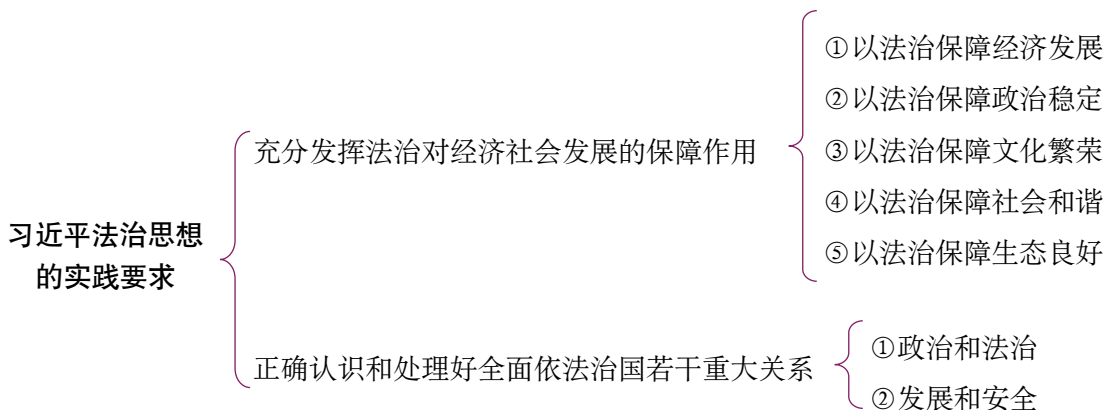 习近平法治思想
的实践要求
充分发挥法治对经济社会发展的保障作用
①以法治保障经济发展
②以法治保障政治稳定
③以法治保障文化繁荣
④以法治保障社会和谐
⑤以法治保障生态良好
正确认识和处理好全面依法治国若干重大关系
①政治和法治
②发展和安全